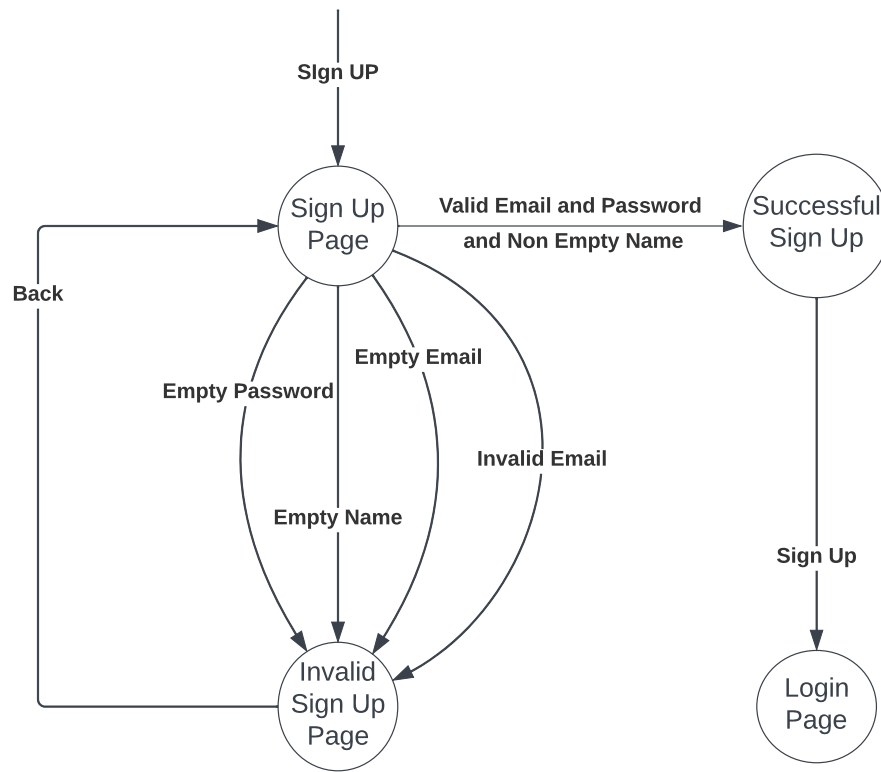 SIgn UP
Sign Up
Page
Valid Email and Password
and Non Empty Name
Successful
Sign Up
Back
Empty Email
Empty Password
Invalid Email
Empty Name
Sign Up
Invalid
Sign Up
Page
Login
Page